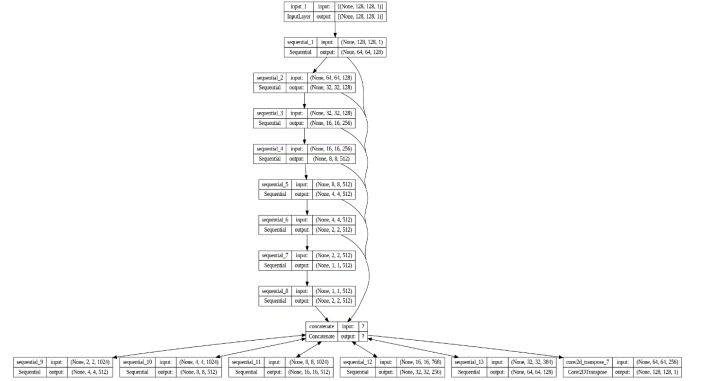 input_1 input: [(None, 128, 128, 1)]
InputLayer output: [(None, 128, 128, 1)]
sequential_1 input: (None, 128, 128, 1)
Sequential output: (None, 64, 64, 128)
sequential_2 input: (None, 64, 64, 128)
Sequential output: (None, 32, 32, 128)
sequential_3 input: (None, 32, 32, 128)
Sequential output: (None, 16, 16, 256)
sequential_4 input: (None, 16, 16, 256)
Sequential output: (None, 8, 8, 512)
sequential_5 input: (None, 8, 8, 512)
Sequential output: (None, 4, 4, 512)
sequential_6 input: (None, 4, 4, 512)
Sequential output: (None, 2, 2, 512)
sequential_7 input: (None, 2, 2, 512)
Sequential output: (None, 1, 1, 512)
sequential_8 input: (None, 1, 1, 512)
Sequential output: (None, 2, 2, 512)
concatenate input: ?
Concatenate output: ?
sequential_9 input: (None, 2, 2, 1024)
Sequential output: (None, 4, 4, 512)
sequential_10 input: (None, 4, 4, 1024)
Sequential output: (None, 8, 8, 512)
sequential_11 input: (None, 8, 8, 1024)
Sequential output: (None, 16, 16, 512)
sequential_12 input: (None, 16, 16, 768)
Sequential output: (None, 32, 32, 256)
sequential_13 input: (None, 32, 32, 384)
Sequential output: (None, 64, 64, 128)
conv2d_transpose_7 input: (None, 64, 64, 256)
Conv2DTranspose output: (None, 128, 128, 1)